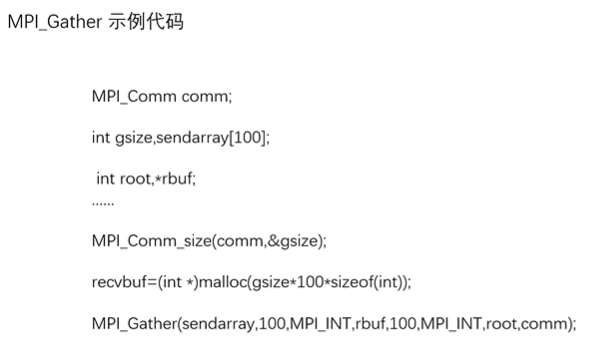 MPI_Gather 示例代码
MPI_Comm comm;
int gsize,sendarray[100];
int root,*rbuf;
......
MPI_Comm_size(comm,&gsize);
recvbuf=(int *)malloc(gsize*100*sizeof(int));
MPI_Gather(sendarray,100,MPI_INT,rbuf,100,MPI_INT,root,comm);